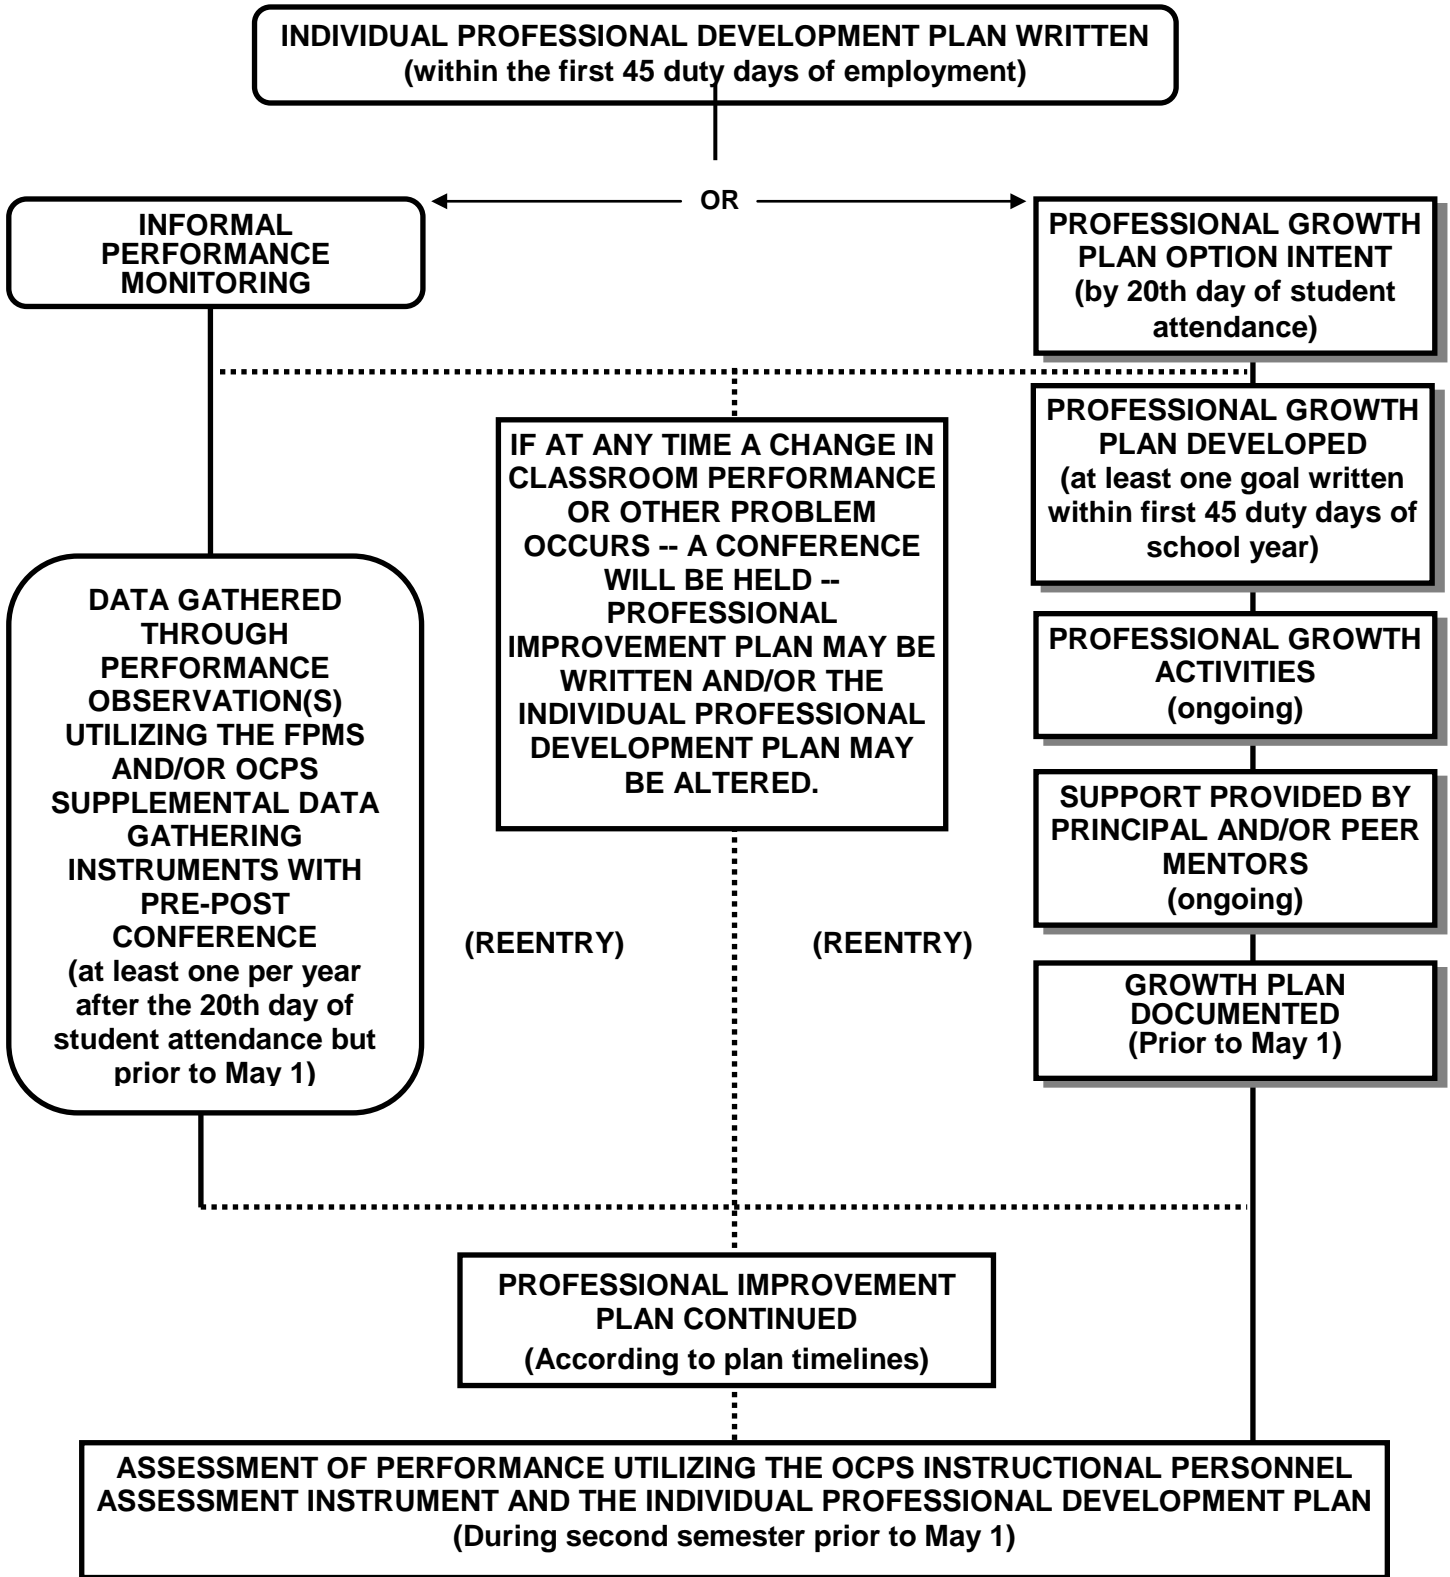 INDIVIDUAL PROFESSIONAL DEVELOPMENT PLAN WRITTEN
(within the first 45 duty days of employment)
OR
INFORMAL
PERFORMANCE
MONITORING
PROFESSIONAL GROWTH
PLAN OPTION INTENT
(by 20th day of student
attendance)
PROFESSIONAL GROWTH
PLAN DEVELOPED
(at least one goal written
within first 45 duty days of
school year)
IF AT ANY TIME A CHANGE IN
CLASSROOM PERFORMANCE
OR OTHER PROBLEM
OCCURS -- A CONFERENCE
WILL BE HELD --
PROFESSIONAL
IMPROVEMENT PLAN MAY BE
WRITTEN AND/OR THE
INDIVIDUAL PROFESSIONAL
DEVELOPMENT PLAN MAY
BE ALTERED.
DATA GATHERED
THROUGH
PERFORMANCE
OBSERVATION(S)
UTILIZING THE FPMS
AND/OR OCPS
SUPPLEMENTAL DATA
GATHERING
INSTRUMENTS WITH
PRE-POST
CONFERENCE
(at least one per year
after the 20th day of
student attendance but
prior to May 1)
PROFESSIONAL GROWTH
ACTIVITIES
(ongoing)
SUPPORT PROVIDED BY
PRINCIPAL AND/OR PEER
MENTORS
(ongoing)
(REENTRY)
(REENTRY)
GROWTH PLAN
DOCUMENTED
(Prior to May 1)
PROFESSIONAL IMPROVEMENT
PLAN CONTINUED
(According to plan timelines)
ASSESSMENT OF PERFORMANCE UTILIZING THE OCPS INSTRUCTIONAL PERSONNEL
ASSESSMENT INSTRUMENT AND THE INDIVIDUAL PROFESSIONAL DEVELOPMENT PLAN
(During second semester prior to May 1)